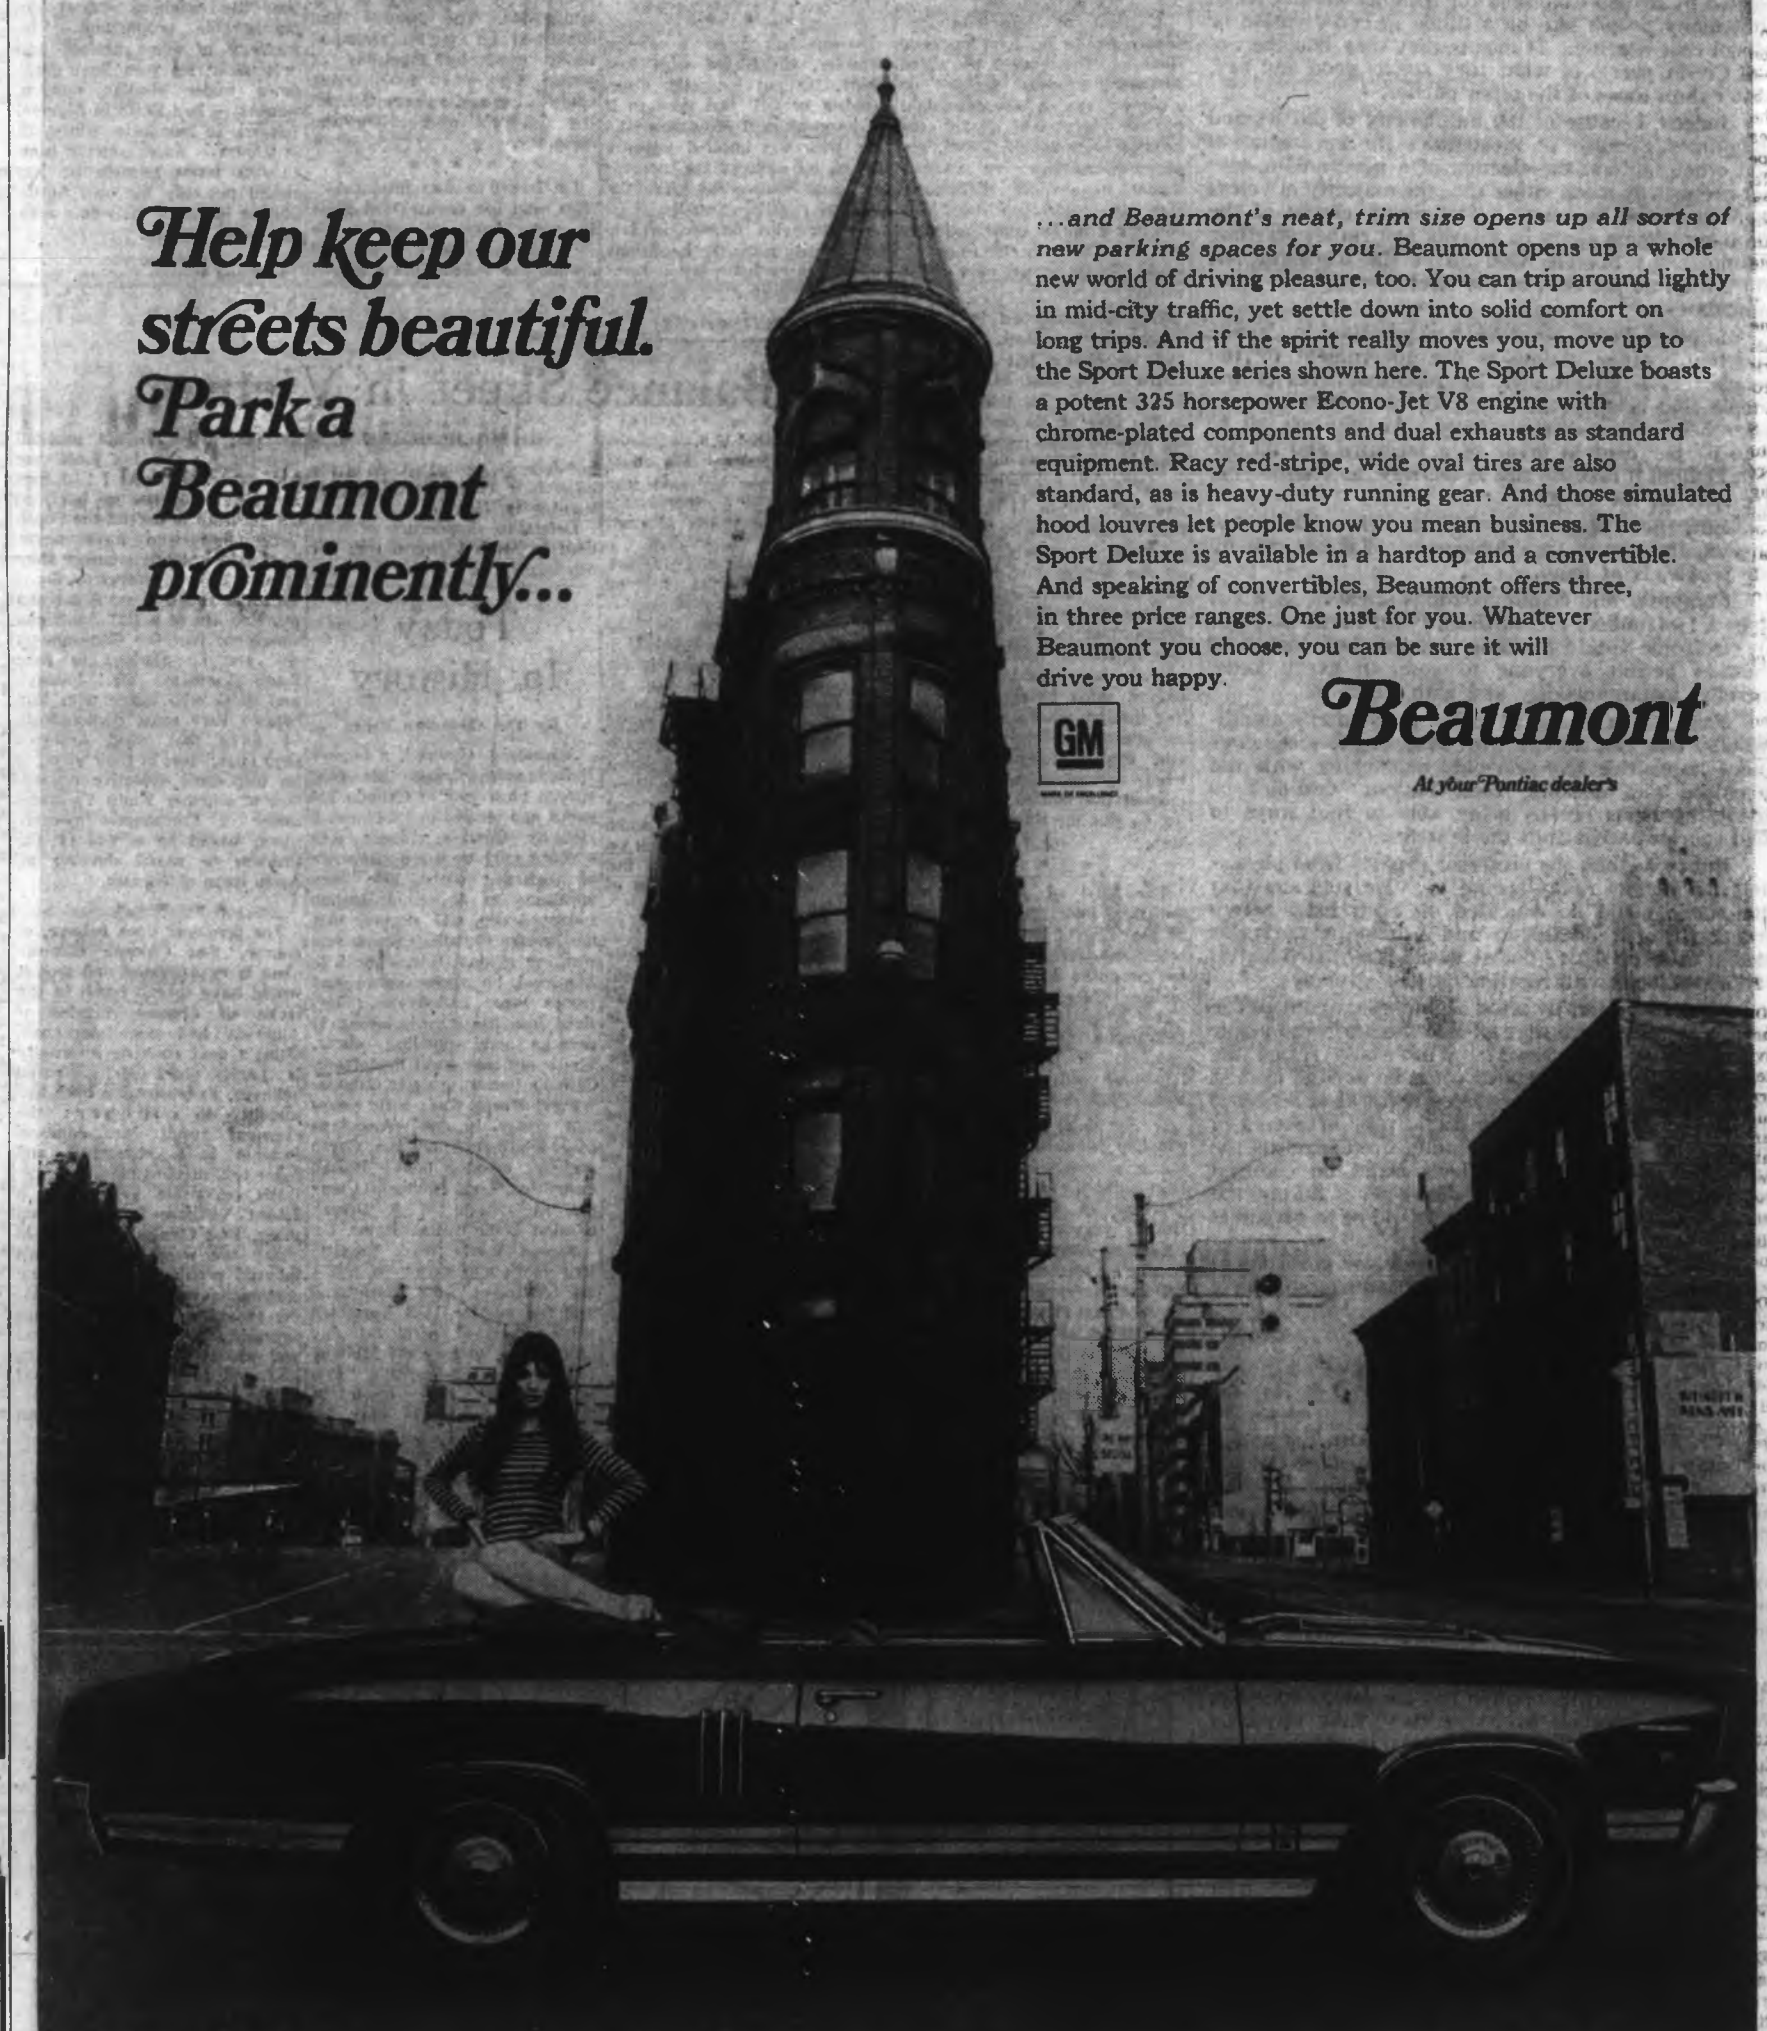 Help keep our
streets beautiful.
Park a
Beaumont
prominently...
...and Beaumont's neat, trim size opens up all sorts of
new parking spaces for you. Beaumont opens up a whole
new world of driving pleasure, too. You can trip around lightly
in mid-city traffic, yet settle down into solid comfort on
long trips. And if the spirit really moves you, move up to
the Sport Deluxe series shown here. The Sport Deluxe boasts
a potent 325 horsepower Econo-Jet V8 engine with
chrome-plated components and dual exhausts as standard
equipment. Racy red-stripe, wide oval tires are also
standard, as is heavy-duty running gear. And those simulated
hood louvres let people know you mean business. The
Sport Deluxe is available in a hardtop and a convertible.
And speaking of convertibles, Beaumont offers three,
in three price ranges. One just for you. Whatever
Beaumont you choose, you can be sure it will
drive you happy.
GM
MARK OF EXCELLENCE
Beaumont
At your Pontiac dealer's